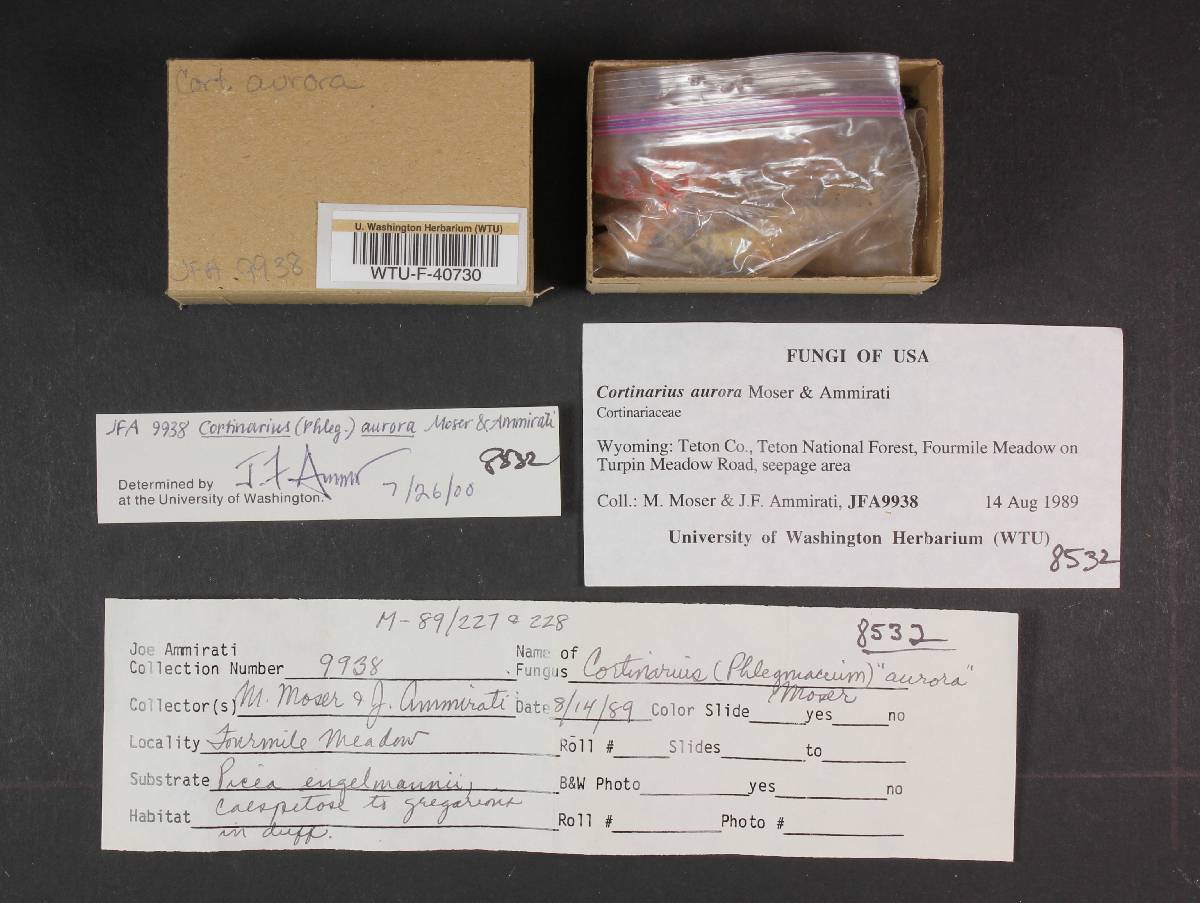 Cort. aurora
JFA 9938
U. Washington Herbarium (WTU)
WTU-F-40730
FUNGI OF USA
Cortinarius aurora Moser & Ammirati
Cortinariaceae
Wyoming: Teton Co., Teton National Forest, Fourmile Meadow on
Turpin Meadow Road, seepage area
Coll.: M. Moser & J.F. Ammirati, JFA9938 14 Aug 1989
University of Washington Herbarium (WTU)
8532
JFA 9938 Cortinarius (Phleg.) aurora Moser & Ammirati
8532
Determined by
at the University of Washington. 7/26/00
M-89/227 & 228
8532
Joe Ammirati
Collection Number 9938
Name of
Fungus Cortinarius (Phlegmacium) "aurora"
Moser
Collector(s) M. Moser & J. Ammirati Date 8/14/89 Color Slide yes no
Locality Fourmile Meadow Roll # Slides to
Substrate Picea engelmannii, B&W Photo yes no
caespitose to gregarious
Habitat Roll # Photo #
in duff.